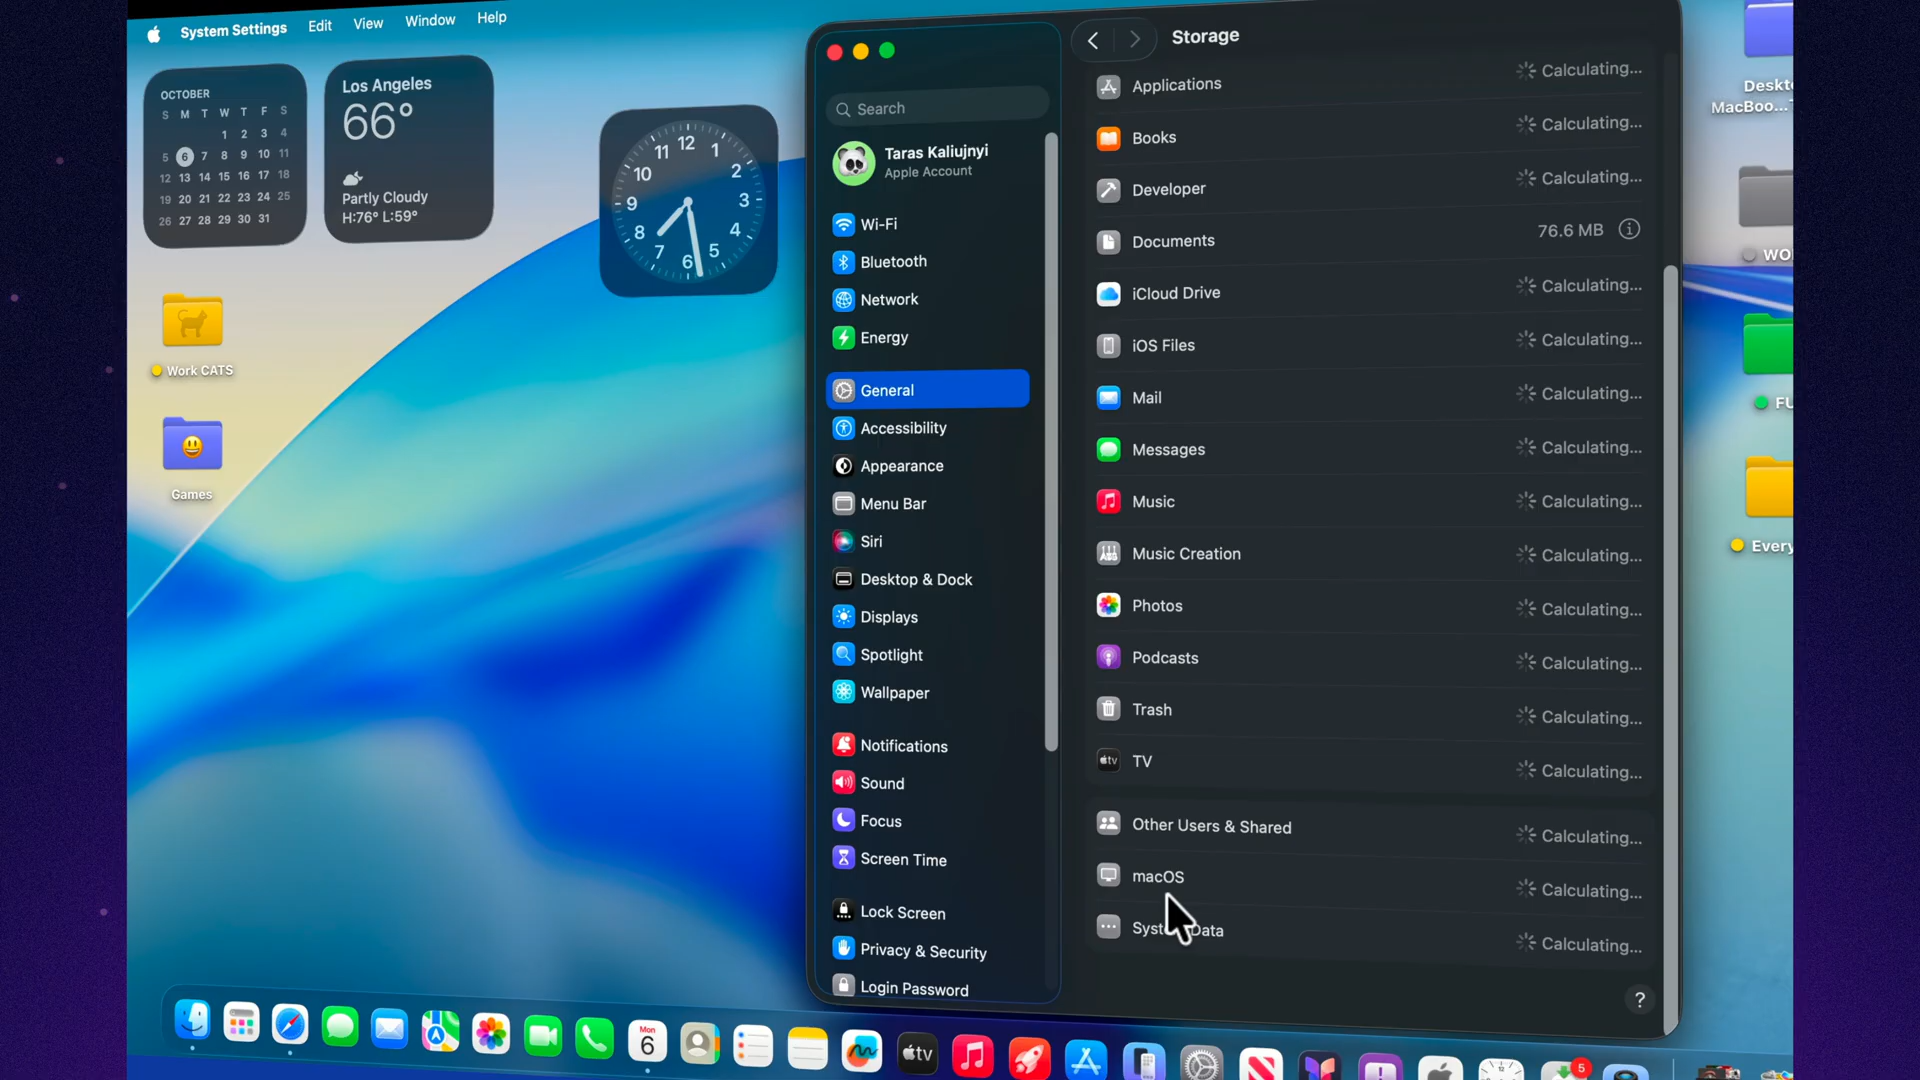 System Settings Edit View Window Help
OCTOBER
S M T W T F S
1 2 3 4
5 6 7 8 9 10 11
12 13 14 15 16 17 18
19 20 21 22 23 24 25
26 27 28 29 30 31
Los Angeles
66°
Partly Cloudy
H:76° L:59°
12 1 2 3 4 5 6 7 8 9 10 11
Work CATS
Games
Search
Taras Kaliujnyi
Apple Account
Wi-Fi
Bluetooth
Network
Energy
General
Accessibility
Appearance
Menu Bar
Siri
Desktop & Dock
Displays
Spotlight
Wallpaper
Notifications
Sound
Focus
Screen Time
Lock Screen
Privacy & Security
Login Password
Storage
Applications Calculating...
Books Calculating...
Developer Calculating...
Documents 76.6 MB
iCloud Drive Calculating...
iOS Files Calculating...
Mail Calculating...
Messages Calculating...
Music Calculating...
Music Creation Calculating...
Photos Calculating...
Podcasts Calculating...
Trash Calculating...
tv TV Calculating...
Other Users & Shared Calculating...
macOS Calculating...
Calculating...
?
MacBoo...
Mon
6
tv
5